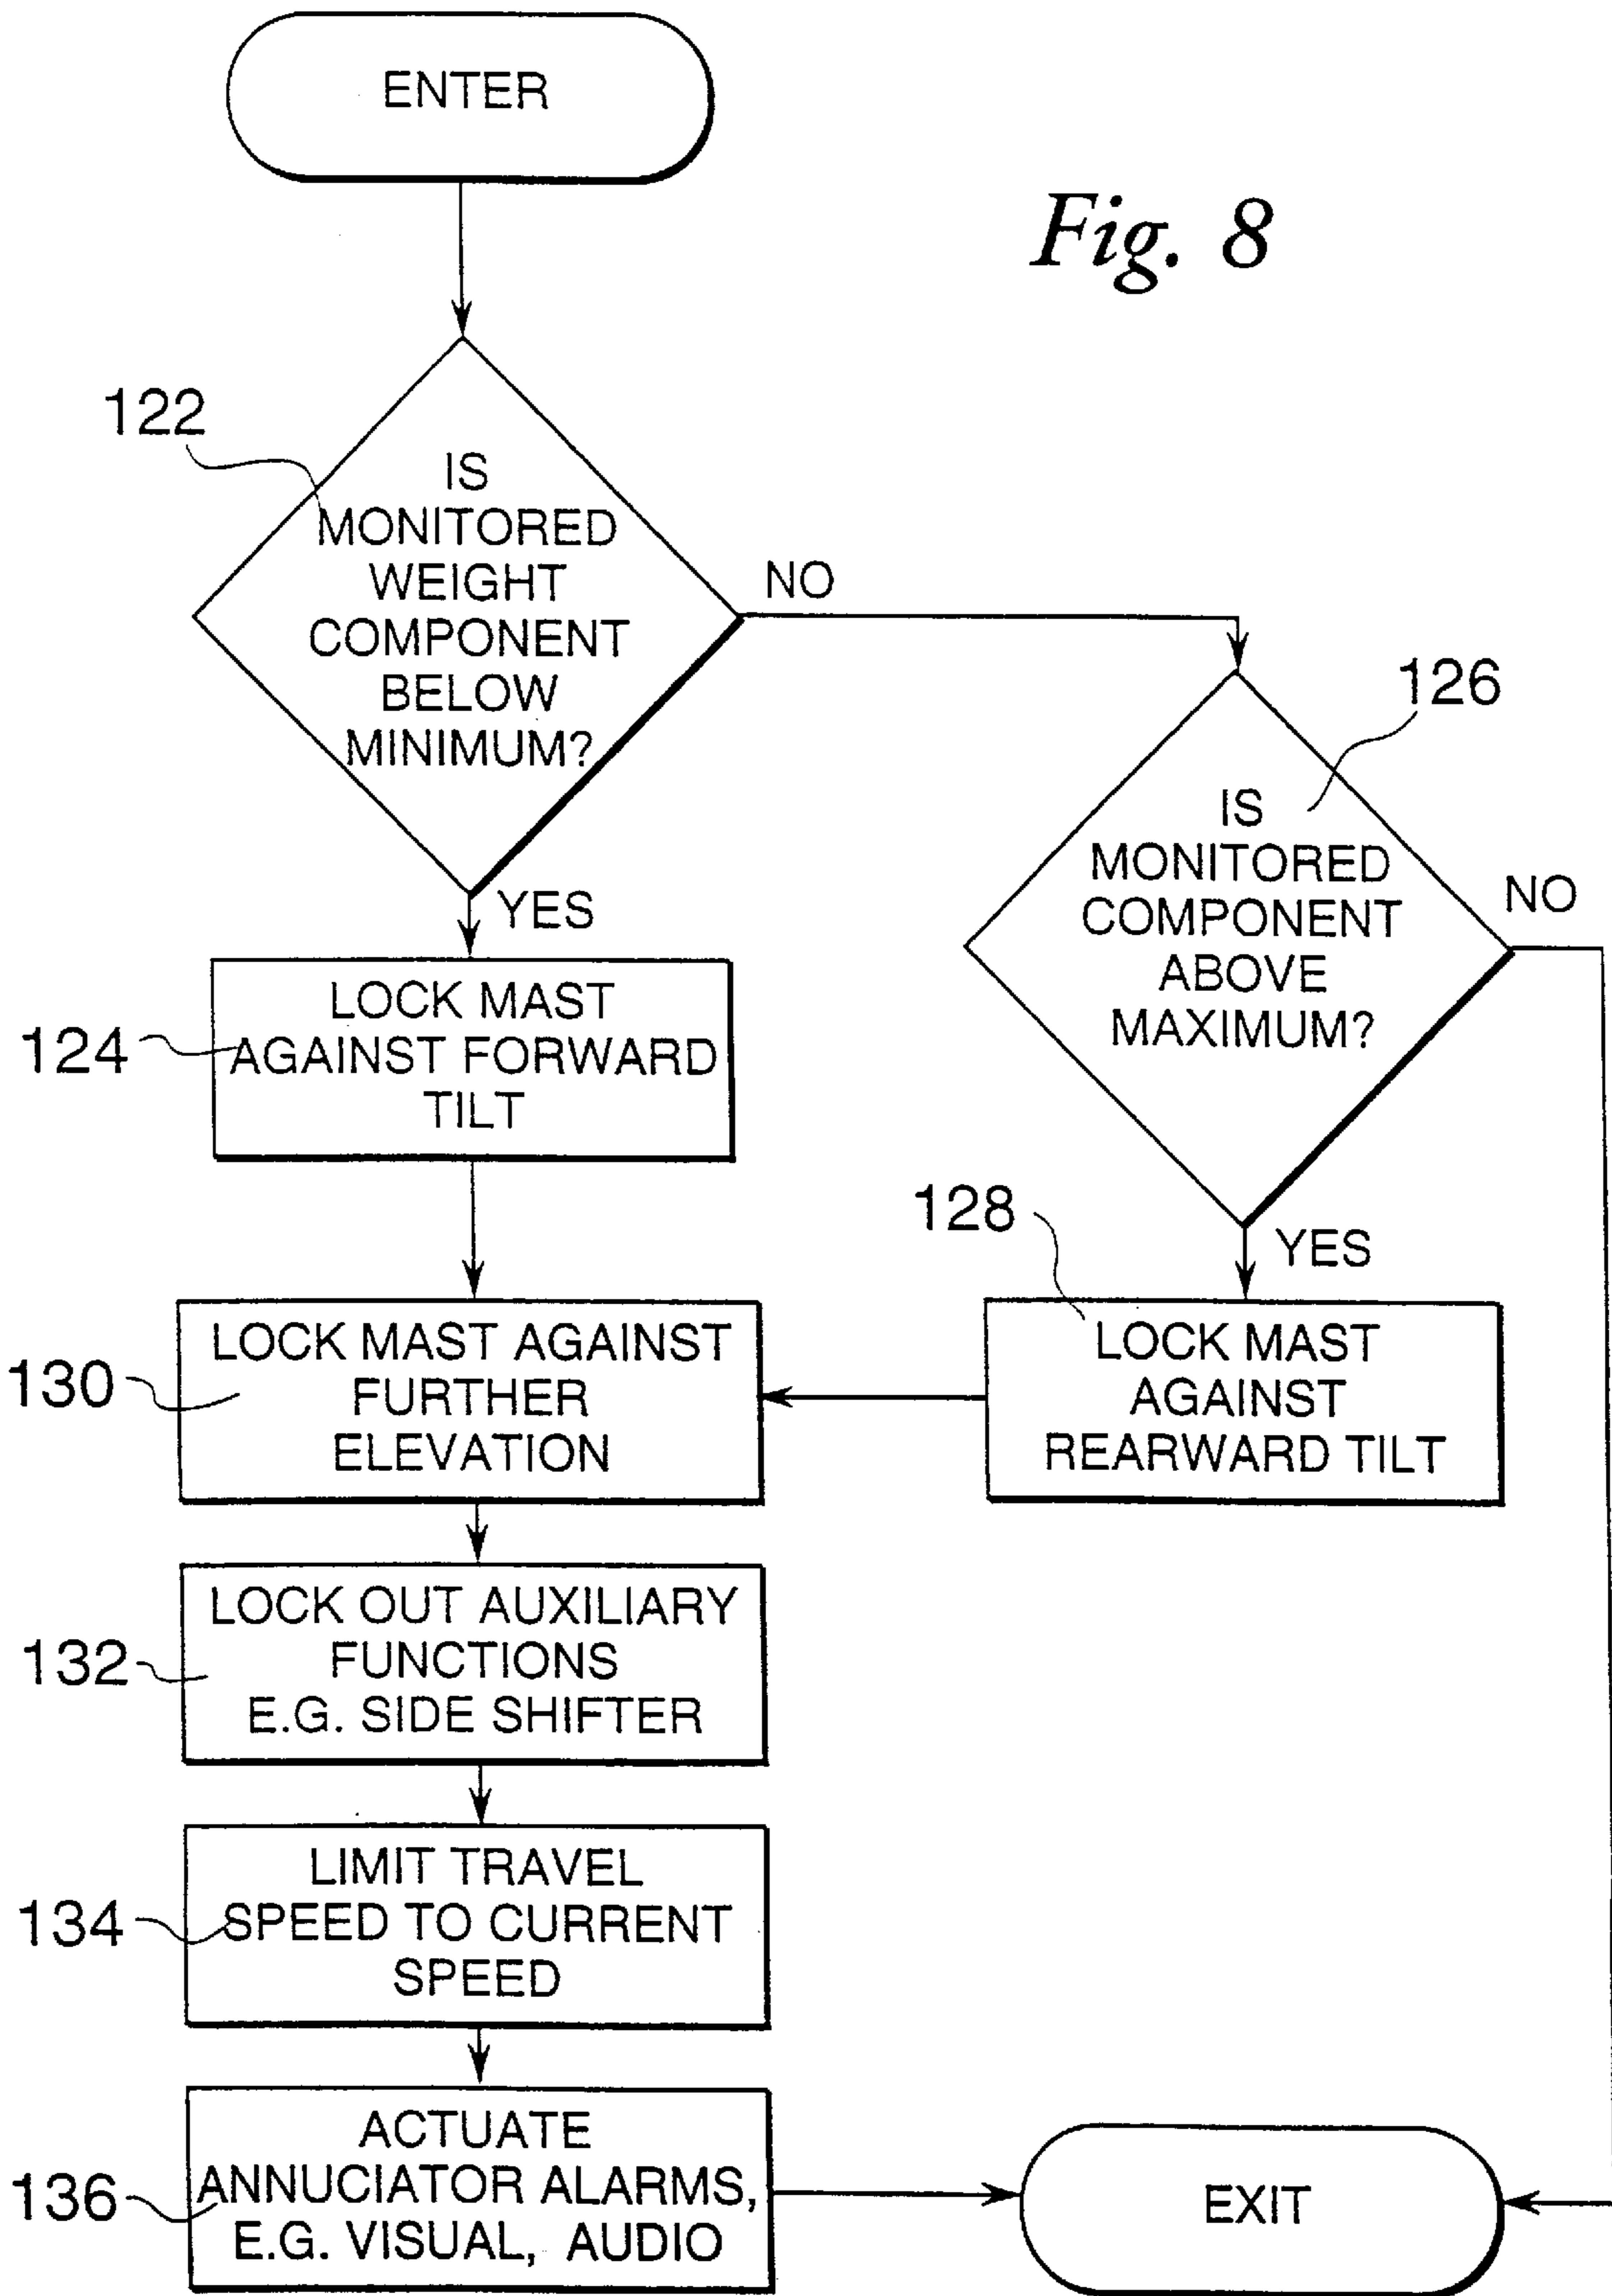 ENTER
Fig. 8
122
IS
MONITORED
WEIGHT
COMPONENT
BELOW
MINIMUM?
NO
YES
126
IS
MONITORED
COMPONENT
ABOVE
MAXIMUM?
NO
YES
124
LOCK MAST
AGAINST FORWARD
TILT
128
LOCK MAST
AGAINST
REARWARD TILT
130
LOCK MAST AGAINST
FURTHER
ELEVATION
132
LOCK OUT AUXILIARY
FUNCTIONS
E.G. SIDE SHIFTER
134
LIMIT TRAVEL
SPEED TO CURRENT
SPEED
136
ACTUATE
ANNUCIATOR ALARMS,
E.G. VISUAL, AUDIO
EXIT